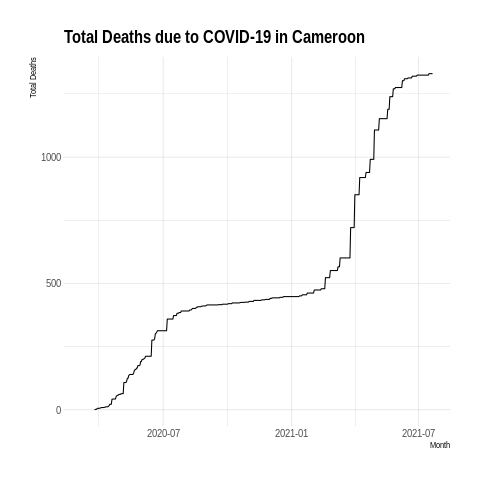 Total Deaths due to COVID-19 in Cameroon
Total Deaths
1000
500
0
2020-07 2021-01 2021-07
Month